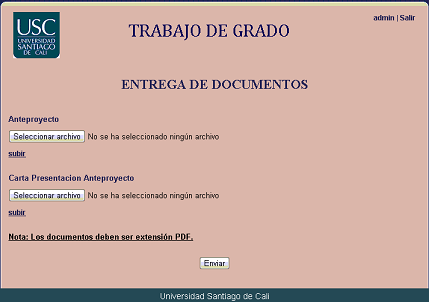 USC
UNIVERSIDAD
SANTIAGO
DE CALI
TRABAJO DE GRADO
admin | Salir
ENTREGA DE DOCUMENTOS
Anteproyecto
Seleccionar archivo No se ha seleccionado ningún archivo
subir
Carta Presentacion Anteproyecto
Seleccionar archivo No se ha seleccionado ningún archivo
subir
Nota: Los documentos deben ser extensión PDF.
Enviar
Universidad Santiago de Cali